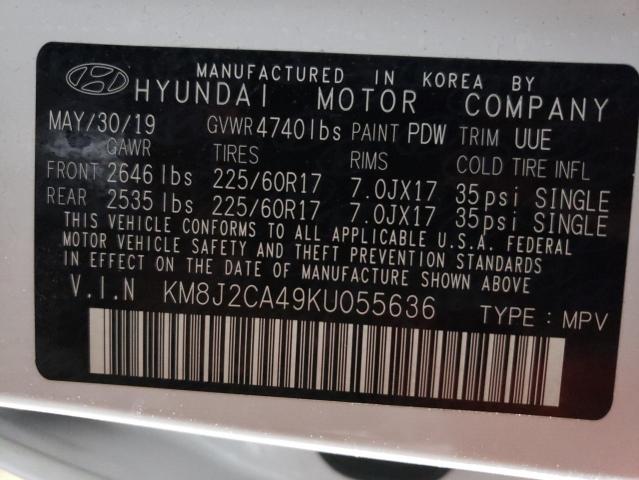 MANUFACTURED IN KOREA BY
HYUNDAI MOTOR COMPANY
MAY/30/19 GVWR 4740lbs PAINT PDW TRIM UUE
GAWR TIRES RIMS COLD TIRE INFL
FRONT 2646 lbs 225/60R17 7.0JX17 35psi SINGLE
REAR 2535 lbs 225/60R17 7.0JX17 35psi SINGLE
THIS VEHICLE CONFORMS TO ALL APPLICABLE U.S.A. FEDERAL
MOTOR VEHICLE SAFETY AND THEFT PREVENTION STANDARDS
IN EFFECT ON THE DATE OF MANUFACTURE SHOWN ABOVE
V.I.N KM8J2CA49KU055636 TYPE : MPV